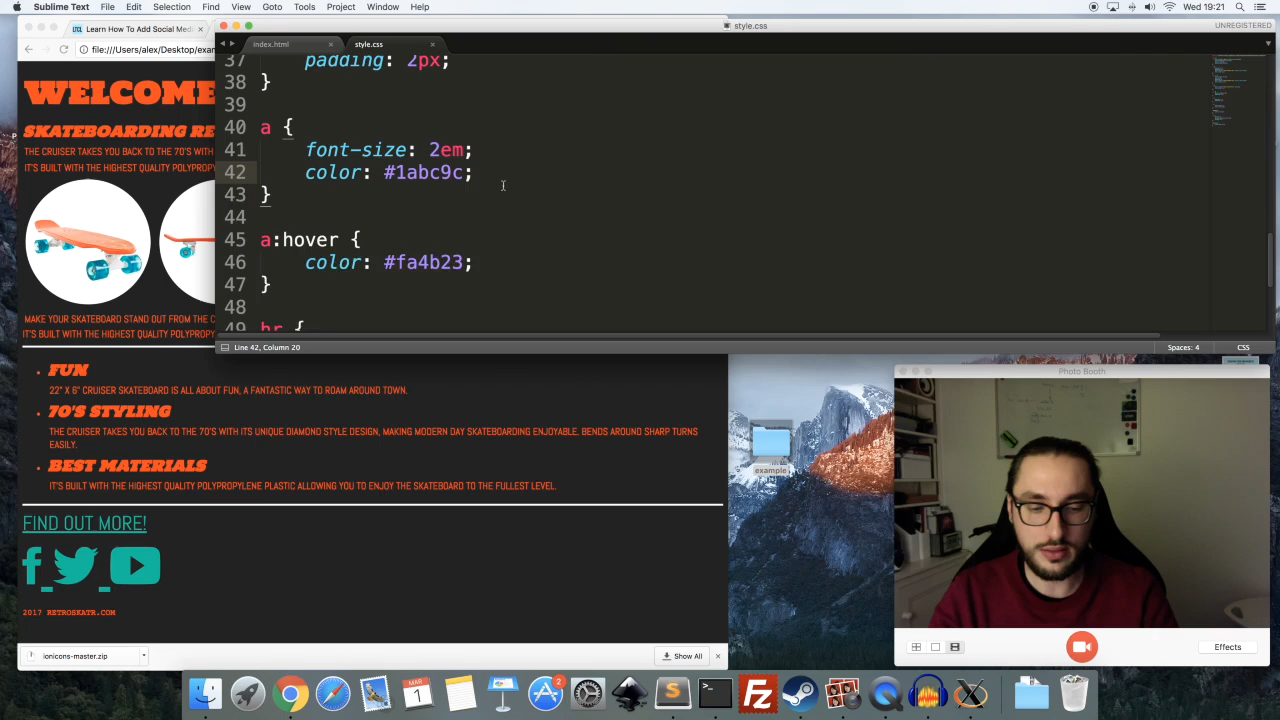 Sublime Text File Edit Selection Find View Goto Tools Project Window Help
Wed 19:21
Learn How To Add Social Med
file:///Users/alex/Desktop/exa
style.css
UNREGISTERED
index.html
style.css
37 padding: 2px;
38 }
39
40 a {
41 font-size: 2em;
42 color: #1abc9c;
43 }
44
45 a:hover {
46 color: #fa4b23;
47 }
48
49 hr {
Line 42, Column 20
Spaces: 4
CSS
WELCOME
SKATEBOARDING RE
THE CRUISER TAKES YOU BACK TO THE 70'S WITH
IT'S BUILT WITH THE HIGHEST QUALITY POLYPROP
MAKE YOUR SKATEBOARD STAND OUT FROM THE C
IT'S BUILT WITH THE HIGHEST QUALITY POLYPROPY
FUN
22" X 6" CRUISER SKATEBOARD IS ALL ABOUT FUN, A FANTASTIC WAY TO ROAM AROUND TOWN.
70'S STYLING
THE CRUISER TAKES YOU BACK TO THE 70'S WITH ITS UNIQUE DIAMOND STYLE DESIGN, MAKING MODERN DAY SKATEBOARDING ENJOYABLE. BENDS AROUND SHARP TURNS
EASILY.
BEST MATERIALS
IT'S BUILT WITH THE HIGHEST QUALITY POLYPROPYLENE PLASTIC ALLOWING YOU TO ENJOY THE SKATEBOARD TO THE FULLEST LEVEL.
FIND OUT MORE!
2017 RETROSKATR.COM
ionicons-master.zip
Show All
example
Photo Booth
Effects
MAR
1
2